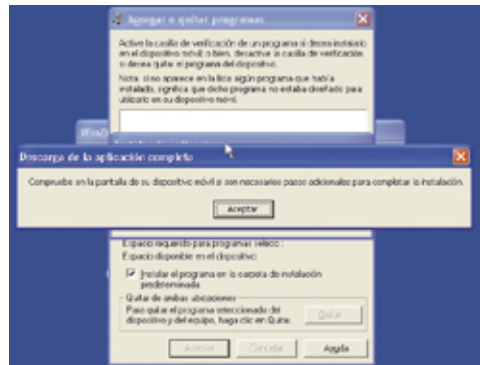 Agregar o quitar programas
Active la casilla de verificación de un programa si desea instalarlo
en el dispositivo móvil; o bien, desactive la casilla de verificación
si desea quitar el programa del dispositivo.
Nota: si no aparece en la lista algún programa que había
instalado, significa que dicho programa no estaba diseñado para
utilizarlo en su dispositivo móvil.
Descarga de la aplicación completa
Compruebe en la pantalla de su dispositivo móvil si son necesarios pasos adicionales para completar la instalación.
Aceptar
Espacio requerido para programas selecc.:
Espacio disponible en el dispositivo:
Instalar el programa en la carpeta de instalación
predeterminada
Quitar de ambas ubicaciones
Para quitar el programa seleccionado del
dispositivo y del equipo, haga clic en Quitar.
Quitar
Aceptar
Cancelar
Ayuda